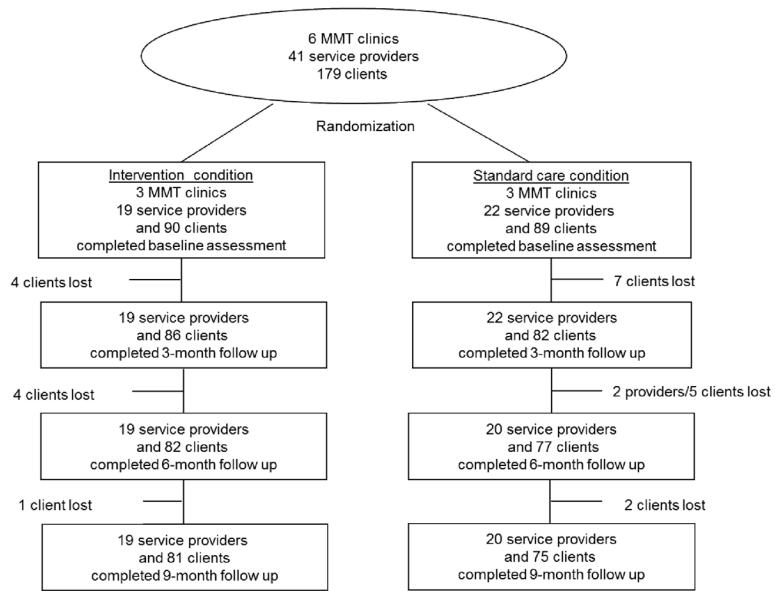 6 MMT clinics
41 service providers
179 clients
Randomization
Intervention condition
3 MMT clinics
19 service providers
and 90 clients
completed baseline assessment
Standard care condition
3 MMT clinics
22 service providers
and 89 clients
completed baseline assessment
4 clients lost
7 clients lost
19 service providers
and 86 clients
completed 3-month follow up
22 service providers
and 82 clients
completed 3-month follow up
4 clients lost
2 providers/5 clients lost
19 service providers
and 82 clients
completed 6-month follow up
20 service providers
and 77 clients
completed 6-month follow up
1 client lost
2 clients lost
19 service providers
and 81 clients
completed 9-month follow up
20 service providers
and 75 clients
completed 9-month follow up